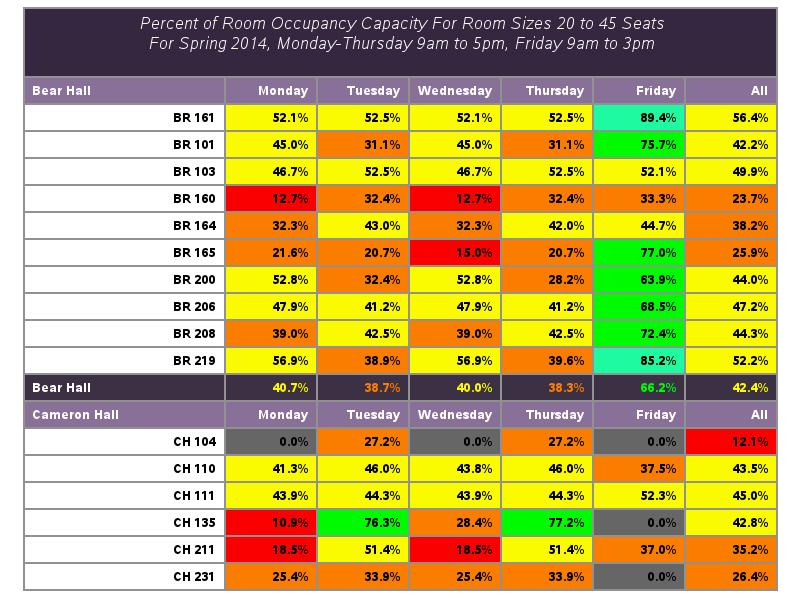 Percent of Room Occupancy Capacity For Room Sizes 20 to 45 Seats
For Spring 2014, Monday-Thursday 9am to 5pm, Friday 9am to 3pm
Bear Hall Monday Tuesday Wednesday Thursday Friday All
BR 161 52.1% 52.5% 52.1% 52.5% 89.4% 56.4%
BR 101 45.0% 31.1% 45.0% 31.1% 75.7% 42.2%
BR 103 46.7% 52.5% 46.7% 52.5% 52.1% 49.9%
BR 160 12.7% 32.4% 12.7% 32.4% 33.3% 23.7%
BR 164 32.3% 43.0% 32.3% 42.0% 44.7% 38.2%
BR 165 21.6% 20.7% 15.0% 20.7% 77.0% 25.9%
BR 200 52.8% 32.4% 52.8% 28.2% 63.9% 44.0%
BR 206 47.9% 41.2% 47.9% 41.2% 68.5% 47.2%
BR 208 39.0% 42.5% 39.0% 42.5% 72.4% 44.3%
BR 219 56.9% 38.9% 56.9% 39.6% 85.2% 52.2%
Bear Hall 40.7% 38.7% 40.0% 38.3% 66.2% 42.4%
Cameron Hall Monday Tuesday Wednesday Thursday Friday All
CH 104 0.0% 27.2% 0.0% 27.2% 0.0% 12.1%
CH 110 41.3% 46.0% 43.8% 46.0% 37.5% 43.5%
CH 111 43.9% 44.3% 43.9% 44.3% 52.3% 45.0%
CH 135 10.9% 76.3% 28.4% 77.2% 0.0% 42.8%
CH 211 18.5% 51.4% 18.5% 51.4% 37.0% 35.2%
CH 231 25.4% 33.9% 25.4% 33.9% 0.0% 26.4%